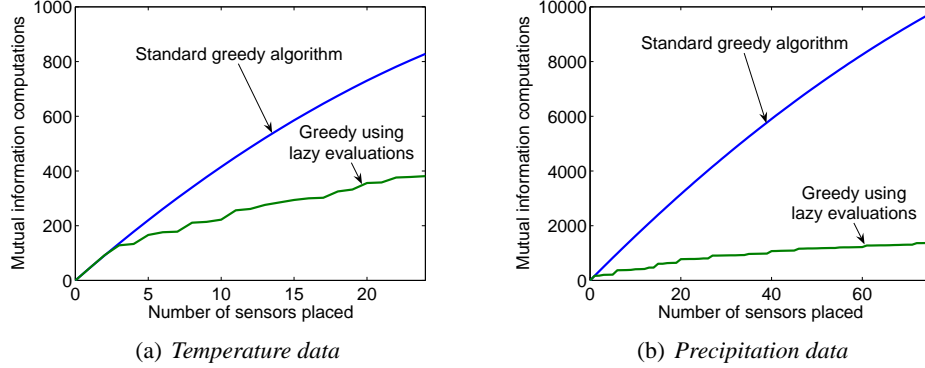 1000
800
600
400
200
0
0
5
10
15
20
Mutual information computations
Number of sensors placed
Standard greedy algorithm
Greedy using
lazy evaluations
(a) Temperature data
10000
8000
6000
4000
2000
0
0
20
40
60
Mutual information computations
Number of sensors placed
Standard greedy algorithm
Greedy using
lazy evaluations
(b) Precipitation data